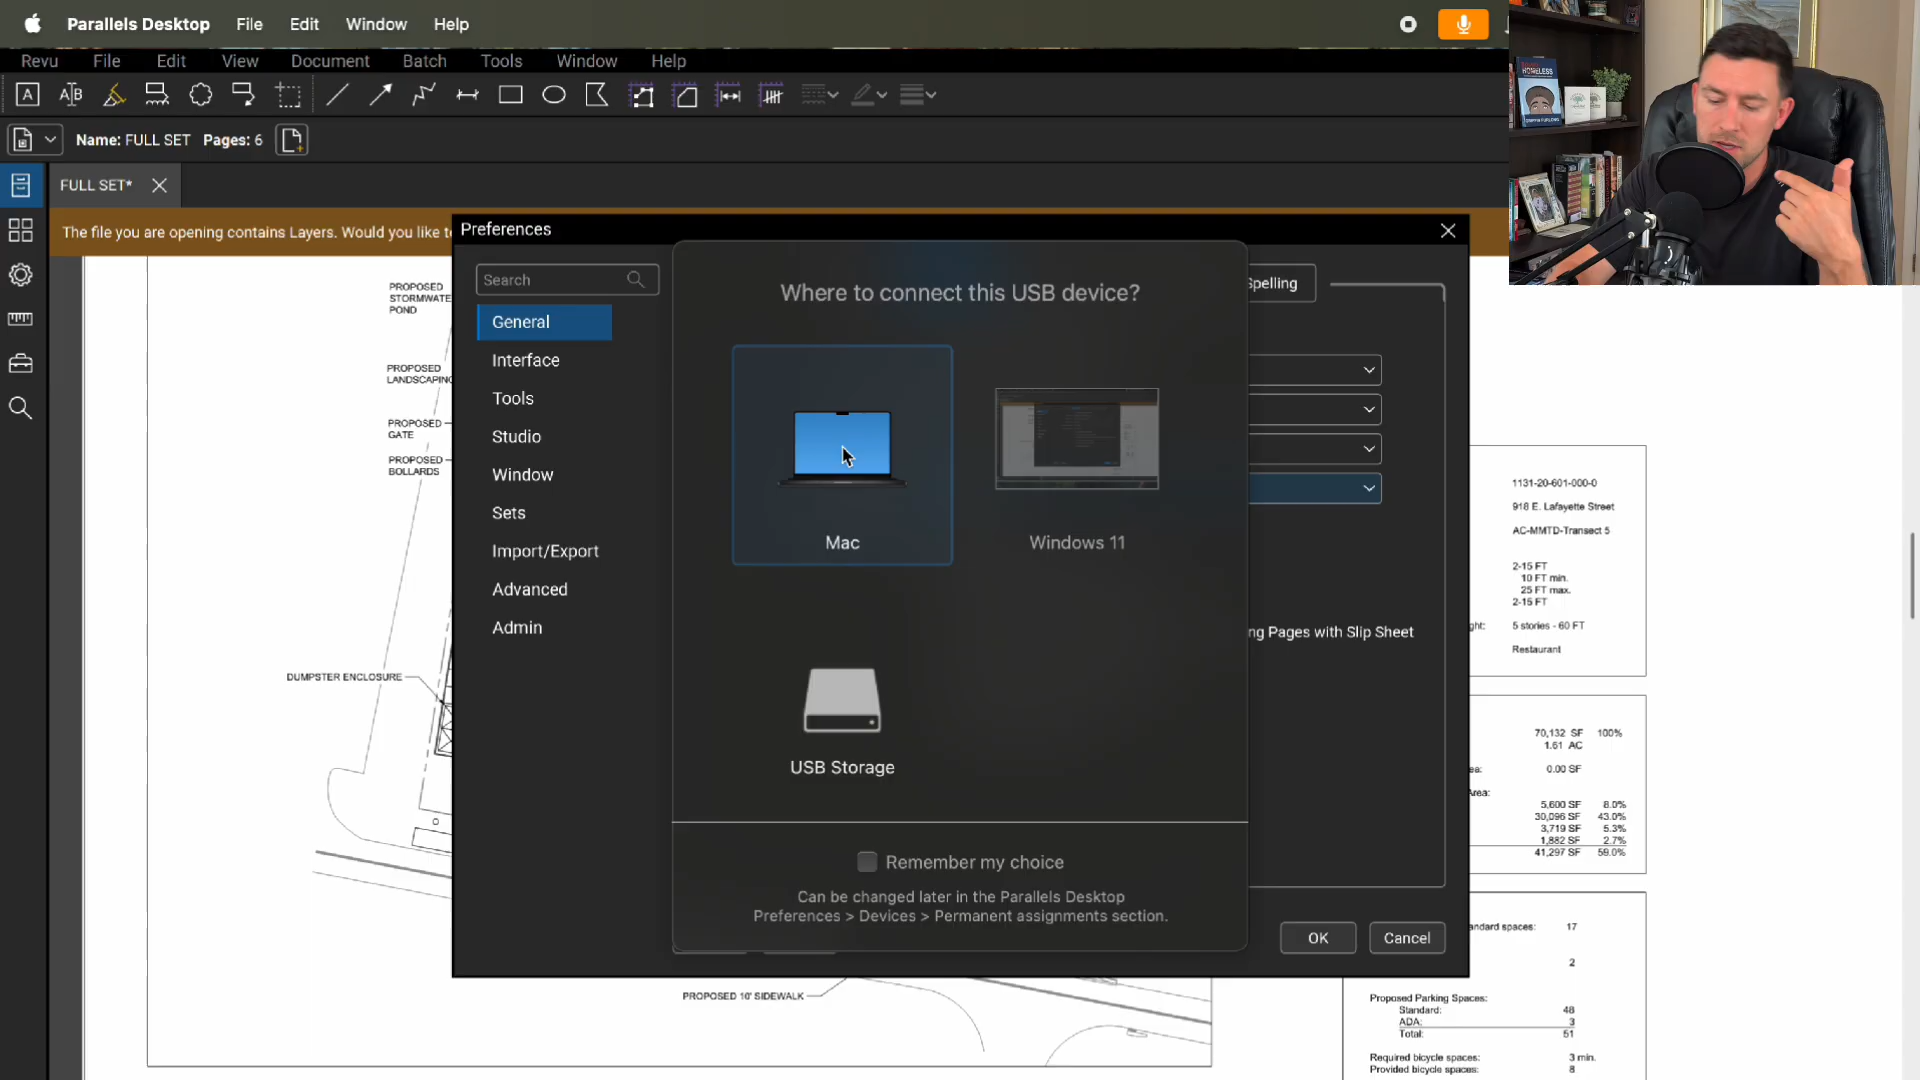 Parallels Desktop File Edit Window Help
Revu File Edit View Document Batch Tools Window Help
Name: FULL SET Pages: 6
FULL SET*
The file you are opening contains Layers. Would you like
Preferences
Search
General
Interface
Tools
Studio
Window
Sets
Import/Export
Advanced
Admin
Spelling
Where to connect this USB device?
Mac
Windows 11
USB Storage
Remember my choice
Can be changed later in the Parallels Desktop
Preferences > Devices > Permanent assignments section.
ng Pages with Slip Sheet
OK
Cancel
PROPOSED
STORMWATE
POND
PROPOSED
LANDSCAPING
PROPOSED
GATE
PROPOSED
BOLLARDS
DUMPSTER ENCLOSURE
PROPOSED 10' SIDEWALK
1131-20-601-000-0
918 E. Lafayette Street
AC-MMTD-Transect 5
2-15 FT
10 FT min.
25 FT max.
2-15 FT
ght: 5 stories - 60 FT
Restaurant
70,132 SF 100%
1.61 AC
ea: 0.00 SF
Area:
5,600 SF 8.0%
30,096 SF 43.0%
3,719 SF 5.3%
1,882 SF 2.7%
41,297 SF 59.0%
andard spaces: 17
2
Proposed Parking Spaces:
Standard: 48
ADA: 3
Total: 51
Required bicycle spaces: 3 min.
Provided bicycle spaces: 8
HOMELESS